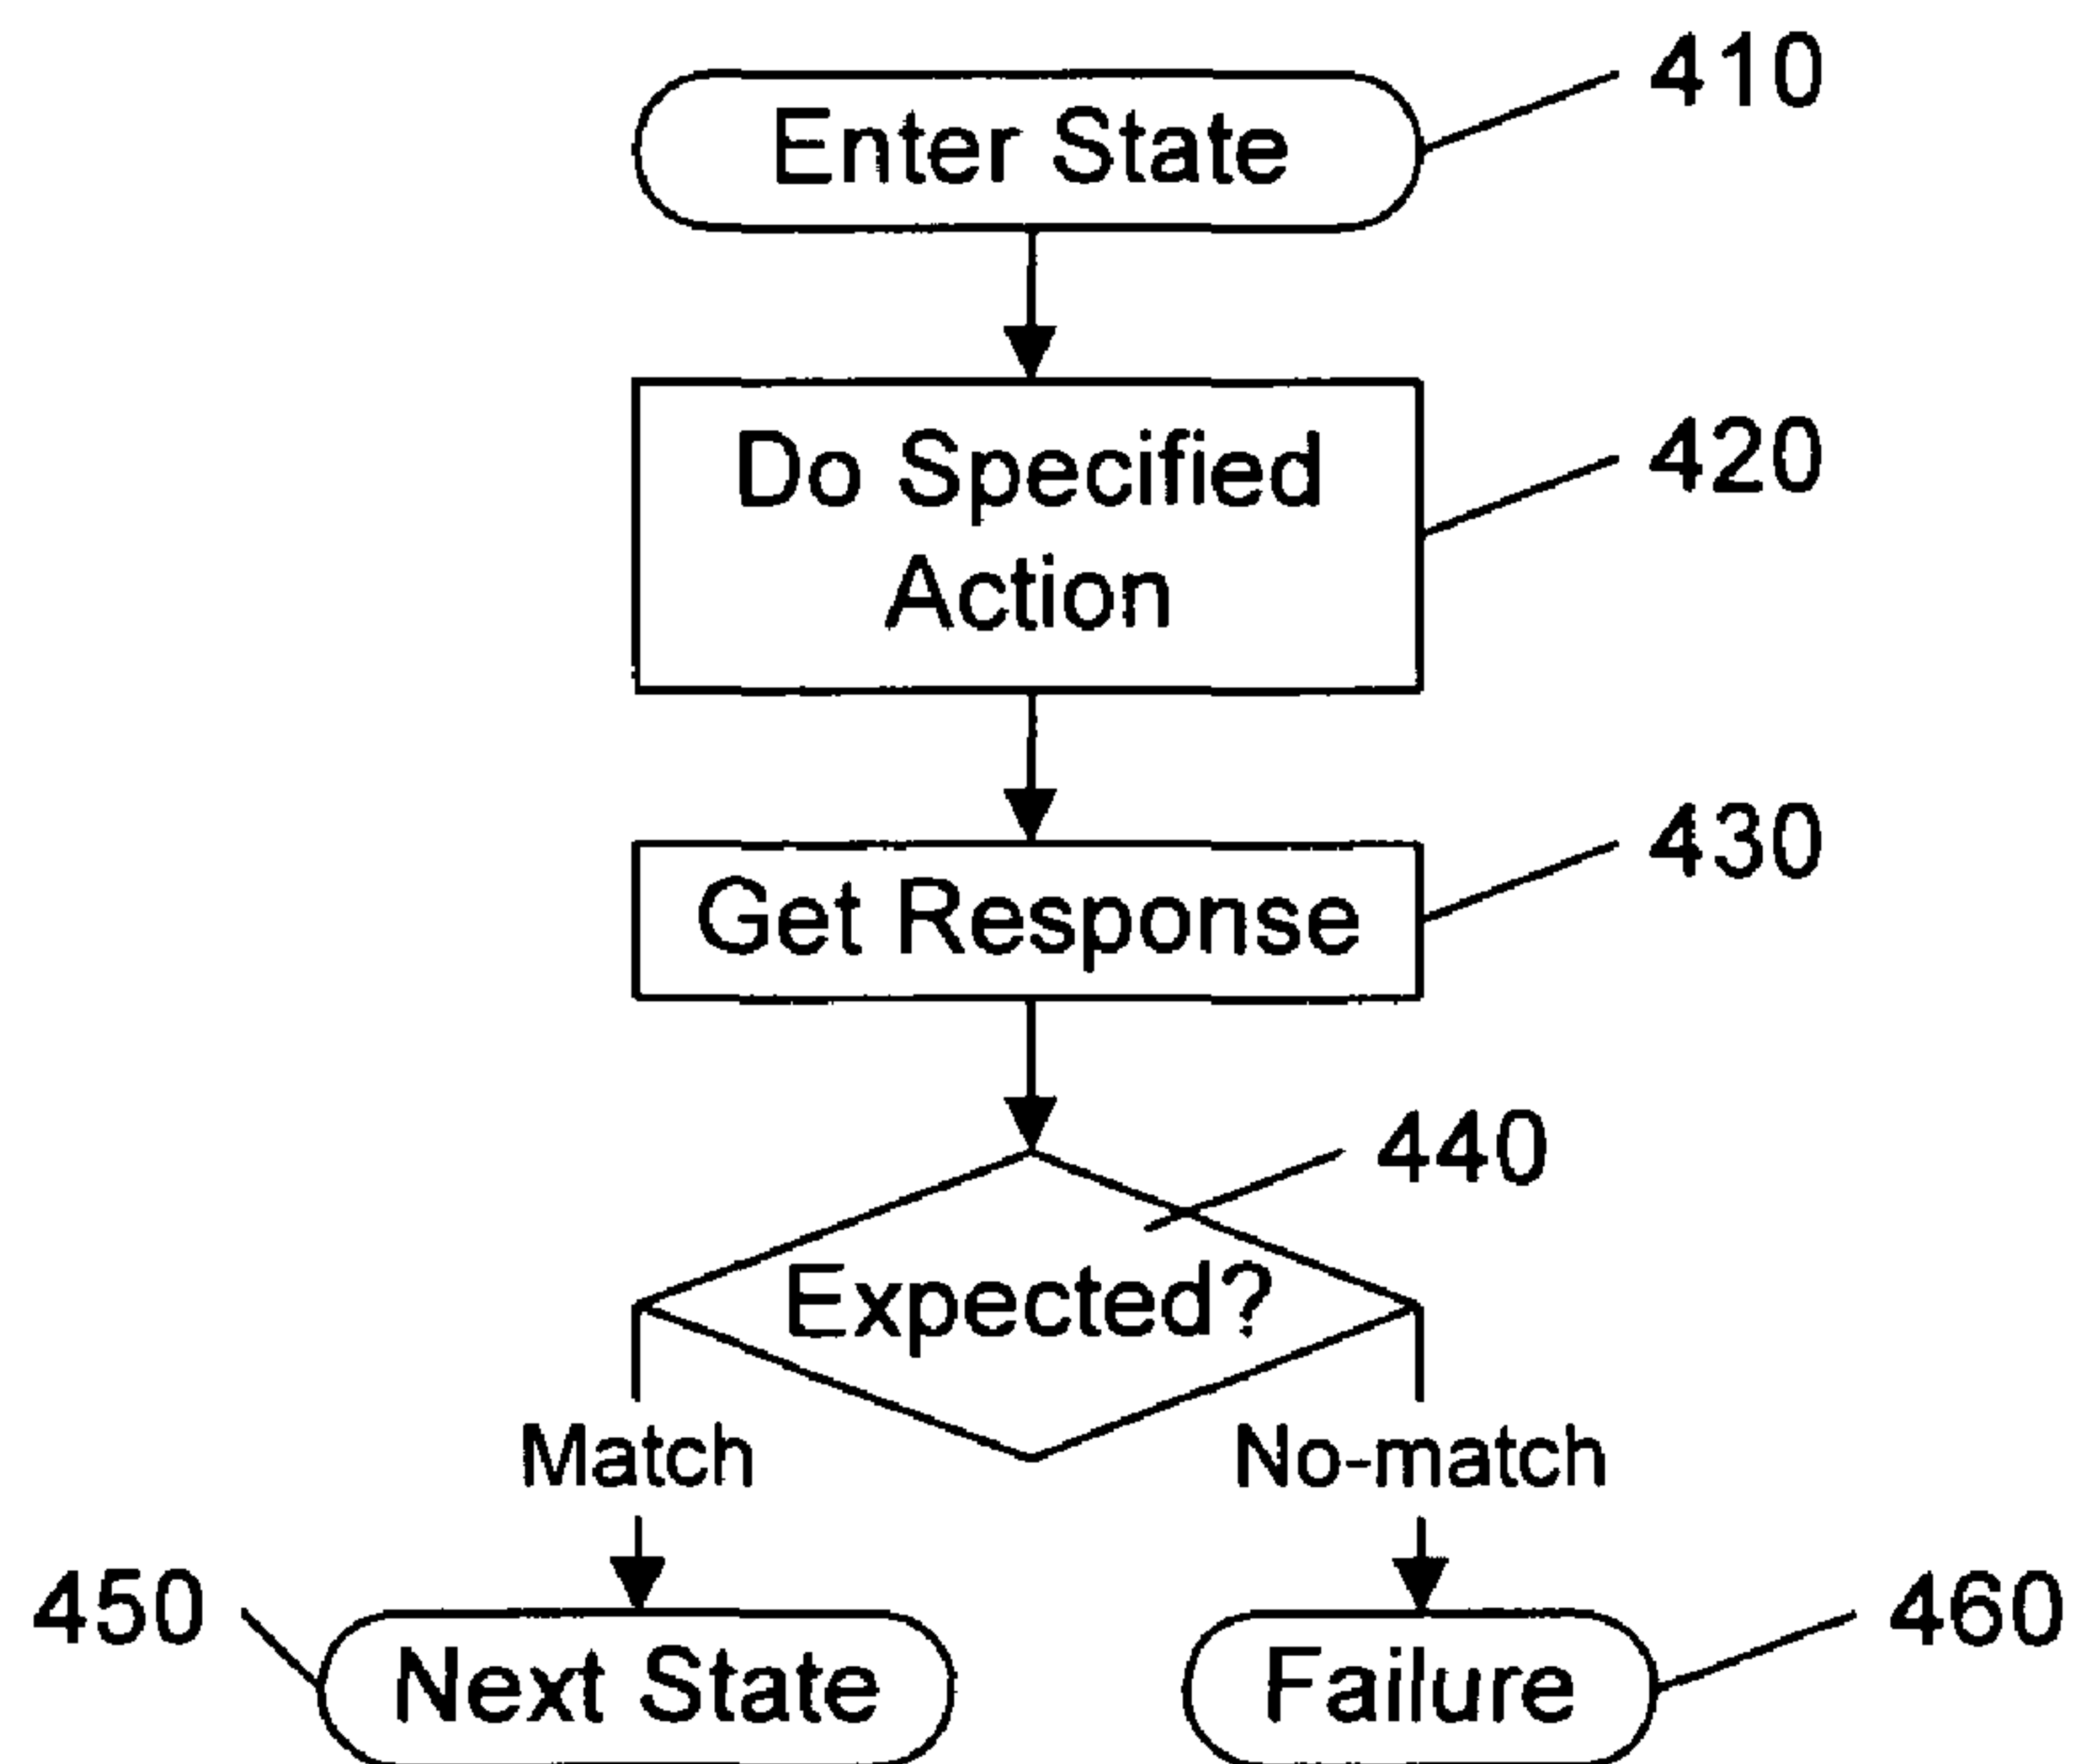 Enter State
410
Do Specified
Action
420
Get Response
430
440
Expected?
Match
No-match
450
Next State
Failure
460